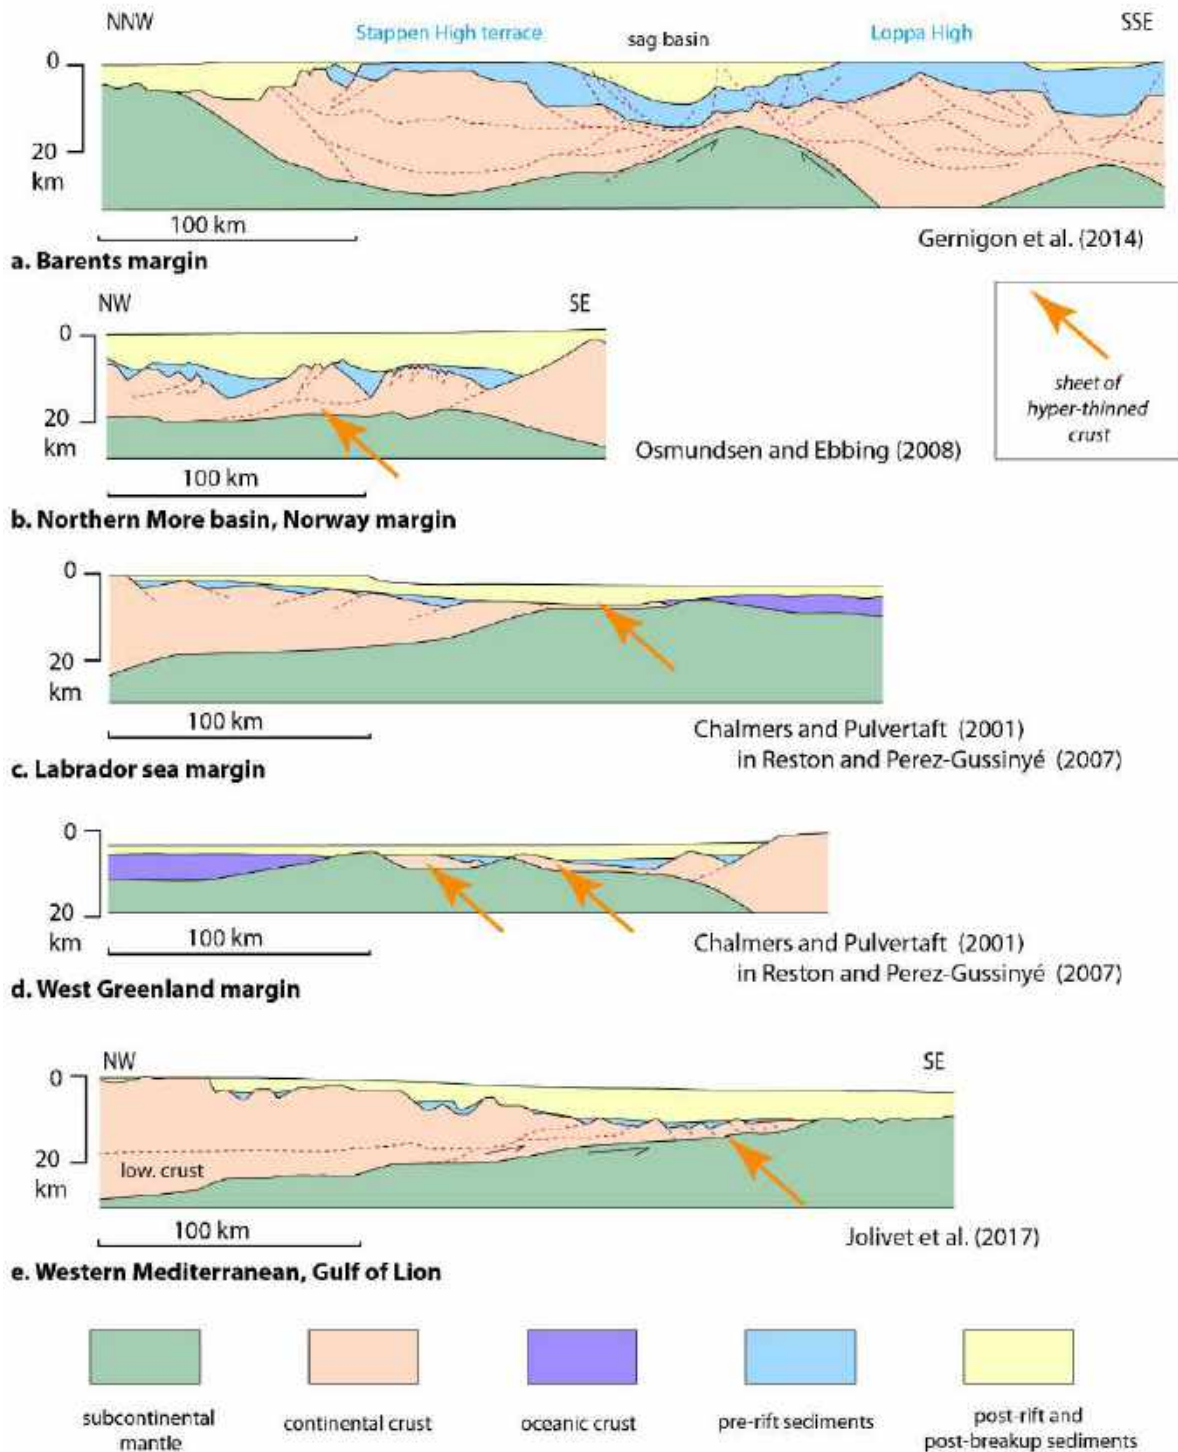 NNW
Stappen High terrace
sag basin
Loppa High
SSE
0
20
km
100 km
Gernigon et al. (2014)
a. Barents margin
NW
SE
0
20
km
sheet of
hyper-thinned
crust
Osmundsen and Ebbing (2008)
100 km
b. Northern More basin, Norway margin
0
20
km
100 km
Chalmers and Pulvertaft (2001)
in Reston and Perez-Gussinyé (2007)
c. Labrador sea margin
0
20
km
100 km
Chalmers and Pulvertaft (2001)
in Reston and Perez-Gussinyé (2007)
d. West Greenland margin
NW
SE
0
20
km
low. crust
100 km
Jolivet et al. (2017)
e. Western Mediterranean, Gulf of Lion
subcontinental
mantle
continental crust
oceanic crust
pre-rift sediments
post-rift and
post-breakup sediments